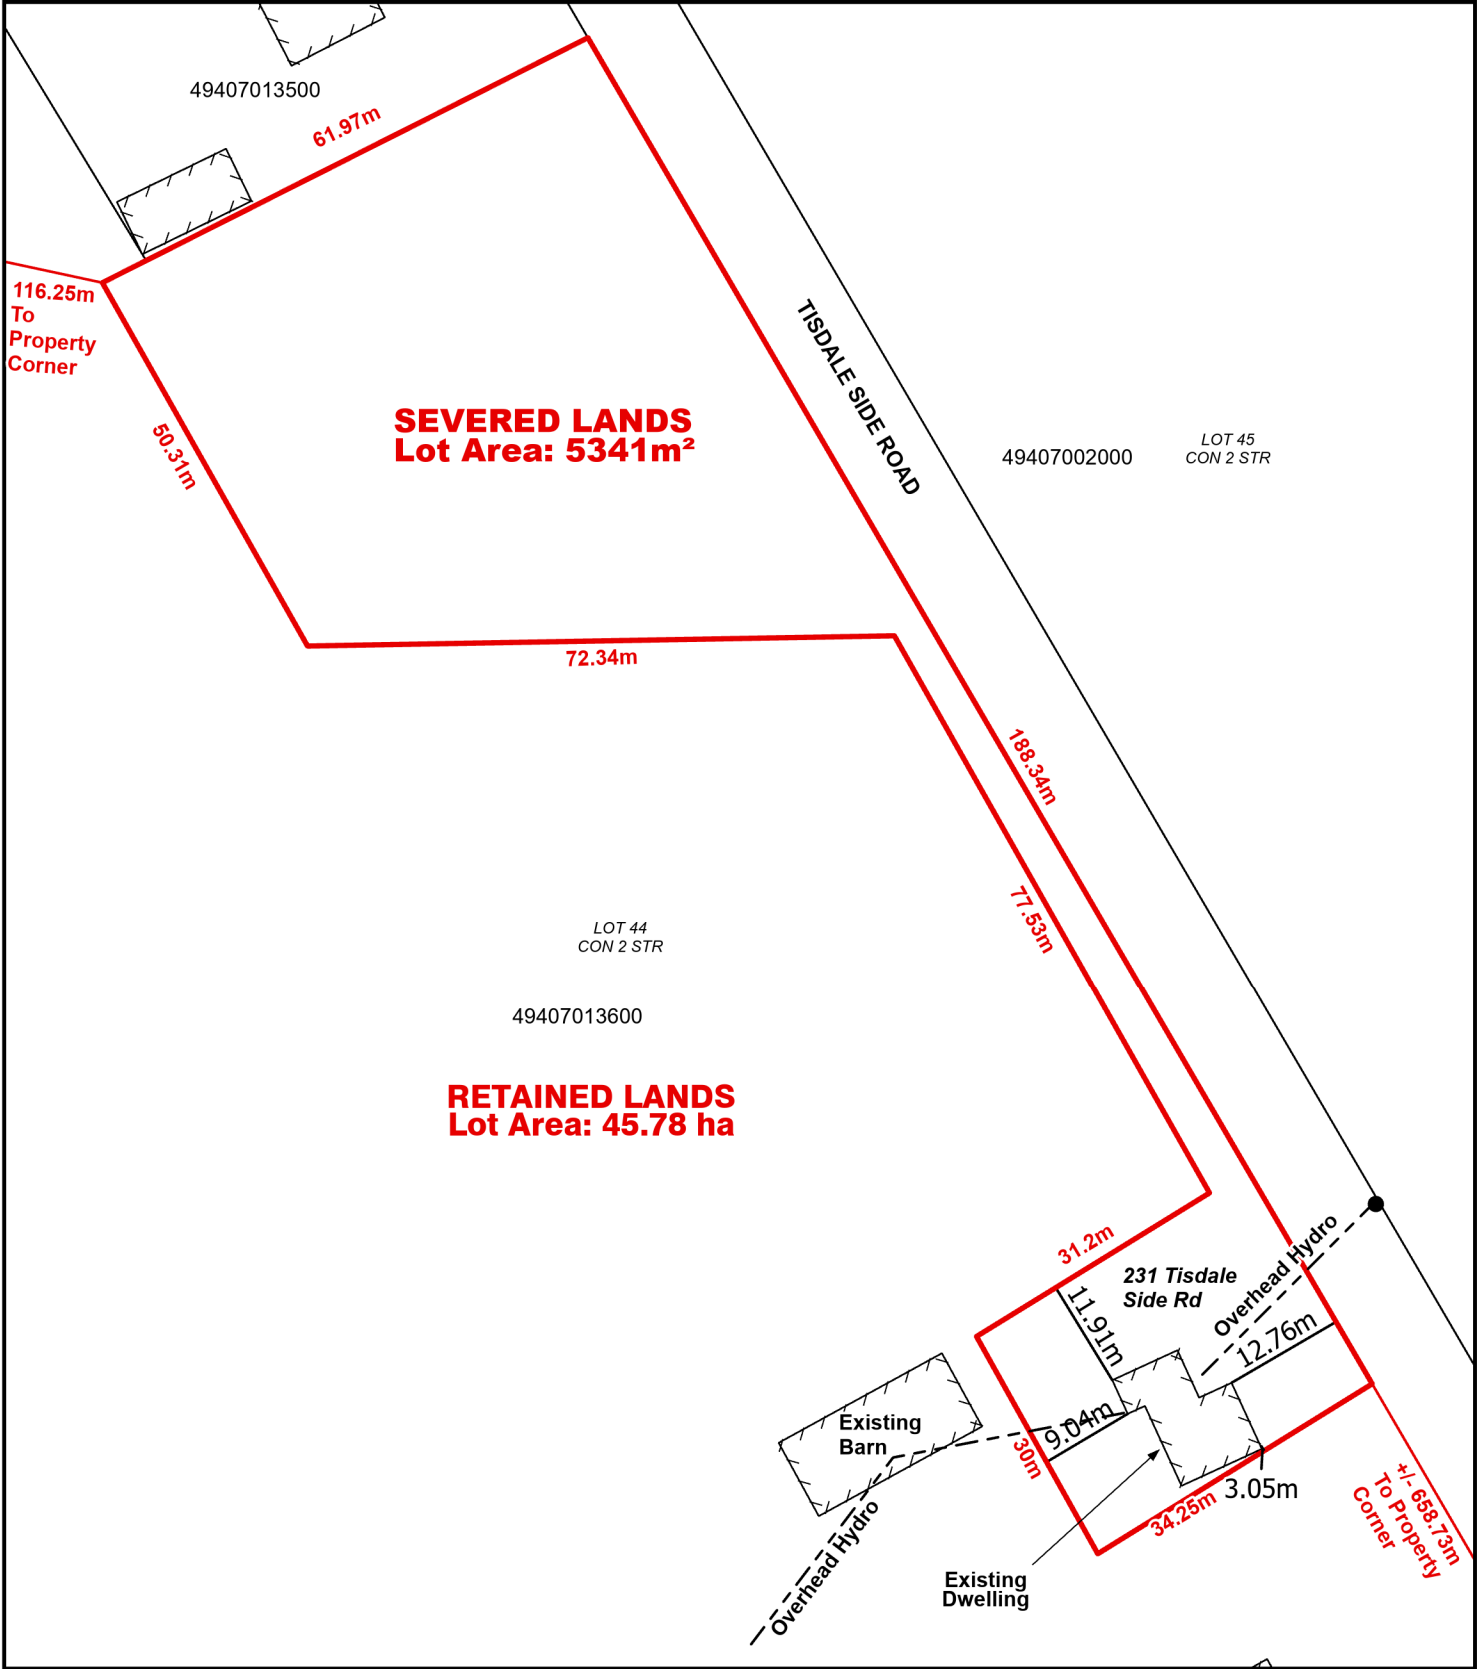 49407013500
61.97m
116.25m
To
Property
Corner
TISDALE SIDE ROAD
SEVERED LANDS
Lot Area: 5341m²
50.31m
LOT 45
CON 2 STR
49407002000
72.34m
188.34m
77.53m
LOT 44
CON 2 STR
49407013600
RETAINED LANDS
Lot Area: 45.78 ha
31.2m
231 Tisdale
Side Rd
Overhead Hydro
11.91m
12.76m
Existing
Barn
9.04m
30m
3.05m
34.25m
+/- 658.73m
To Property
Corner
Overhead Hydro
Existing
Dwelling